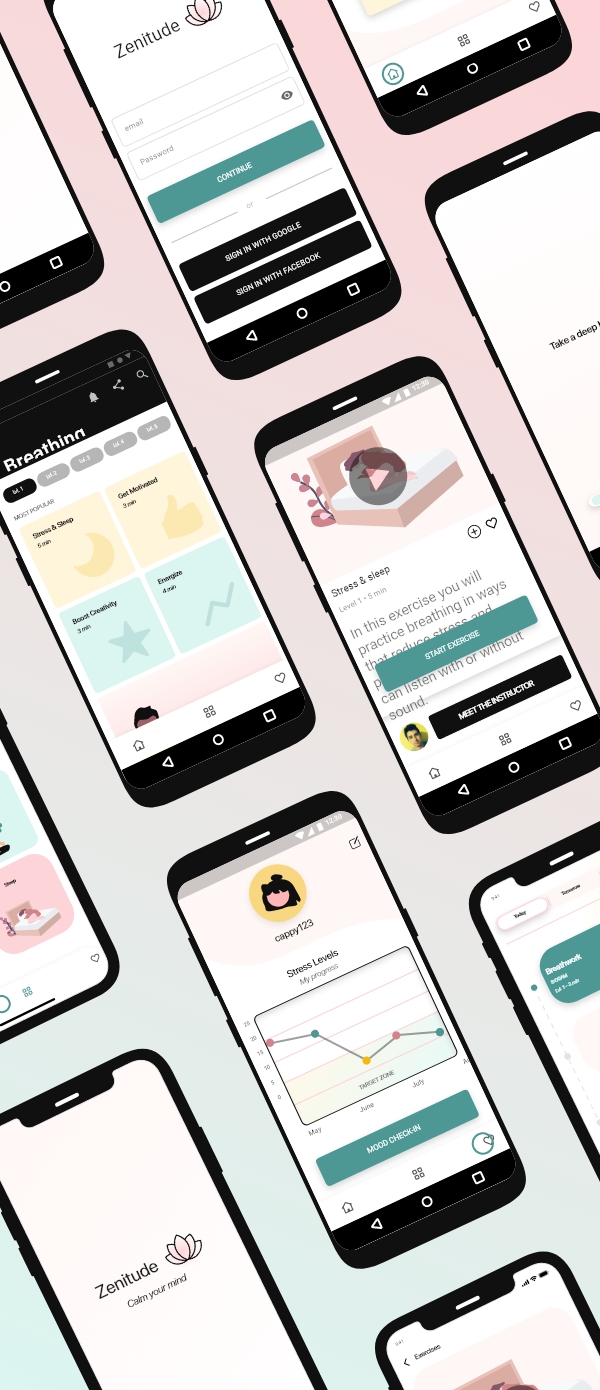 Zenitude
email
Password
CONTINUE
or
SIGN IN WITH GOOGLE
SIGN IN WITH FACEBOOK
Take a deep
Breathing
lvl. 1
lvl. 2
lvl. 3
lvl. 4
lvl. 5
MOST POPULAR
Stress & Sleep
5 min
Get Motivated
3 min
Boost Creativity
3 min
Energize
4 min
12:30
Stress & sleep
Level 1 • 5 min
In this exercise you will
practice breathing in ways
that reduce stress and
can listen with or without
sound.
START EXERCISE
MEET THE INSTRUCTOR
Sleep
12:30
cappy123
Stress Levels
My progress
25
20
15
10
5
0
TARGET ZONE
May
June
July
MOOD CHECK-IN
9:41
Today
Tomorrow
Breathwork
Lvl. 1 - 3 min
Zenitude
Calm your mind
9:41
Exercises